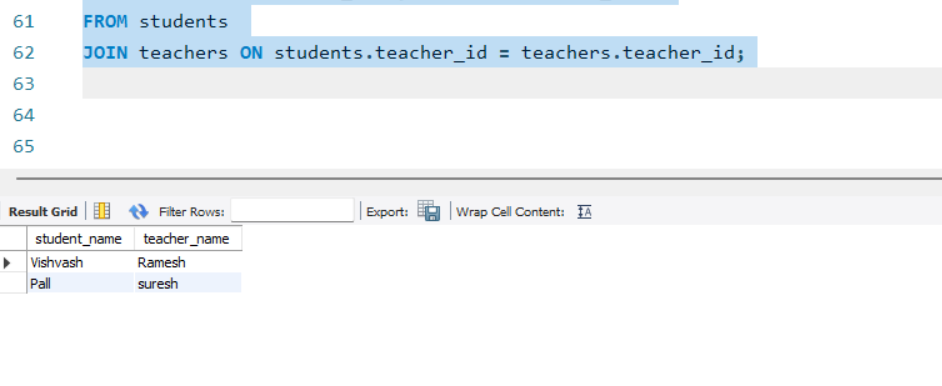 61 FROM students
62 JOIN teachers ON students.teacher_id = teachers.teacher_id;
63
64
65
Result Grid Filter Rows: Export: Wrap Cell Content: IA
student_name teacher_name
Vishvash Ramesh
Pall suresh